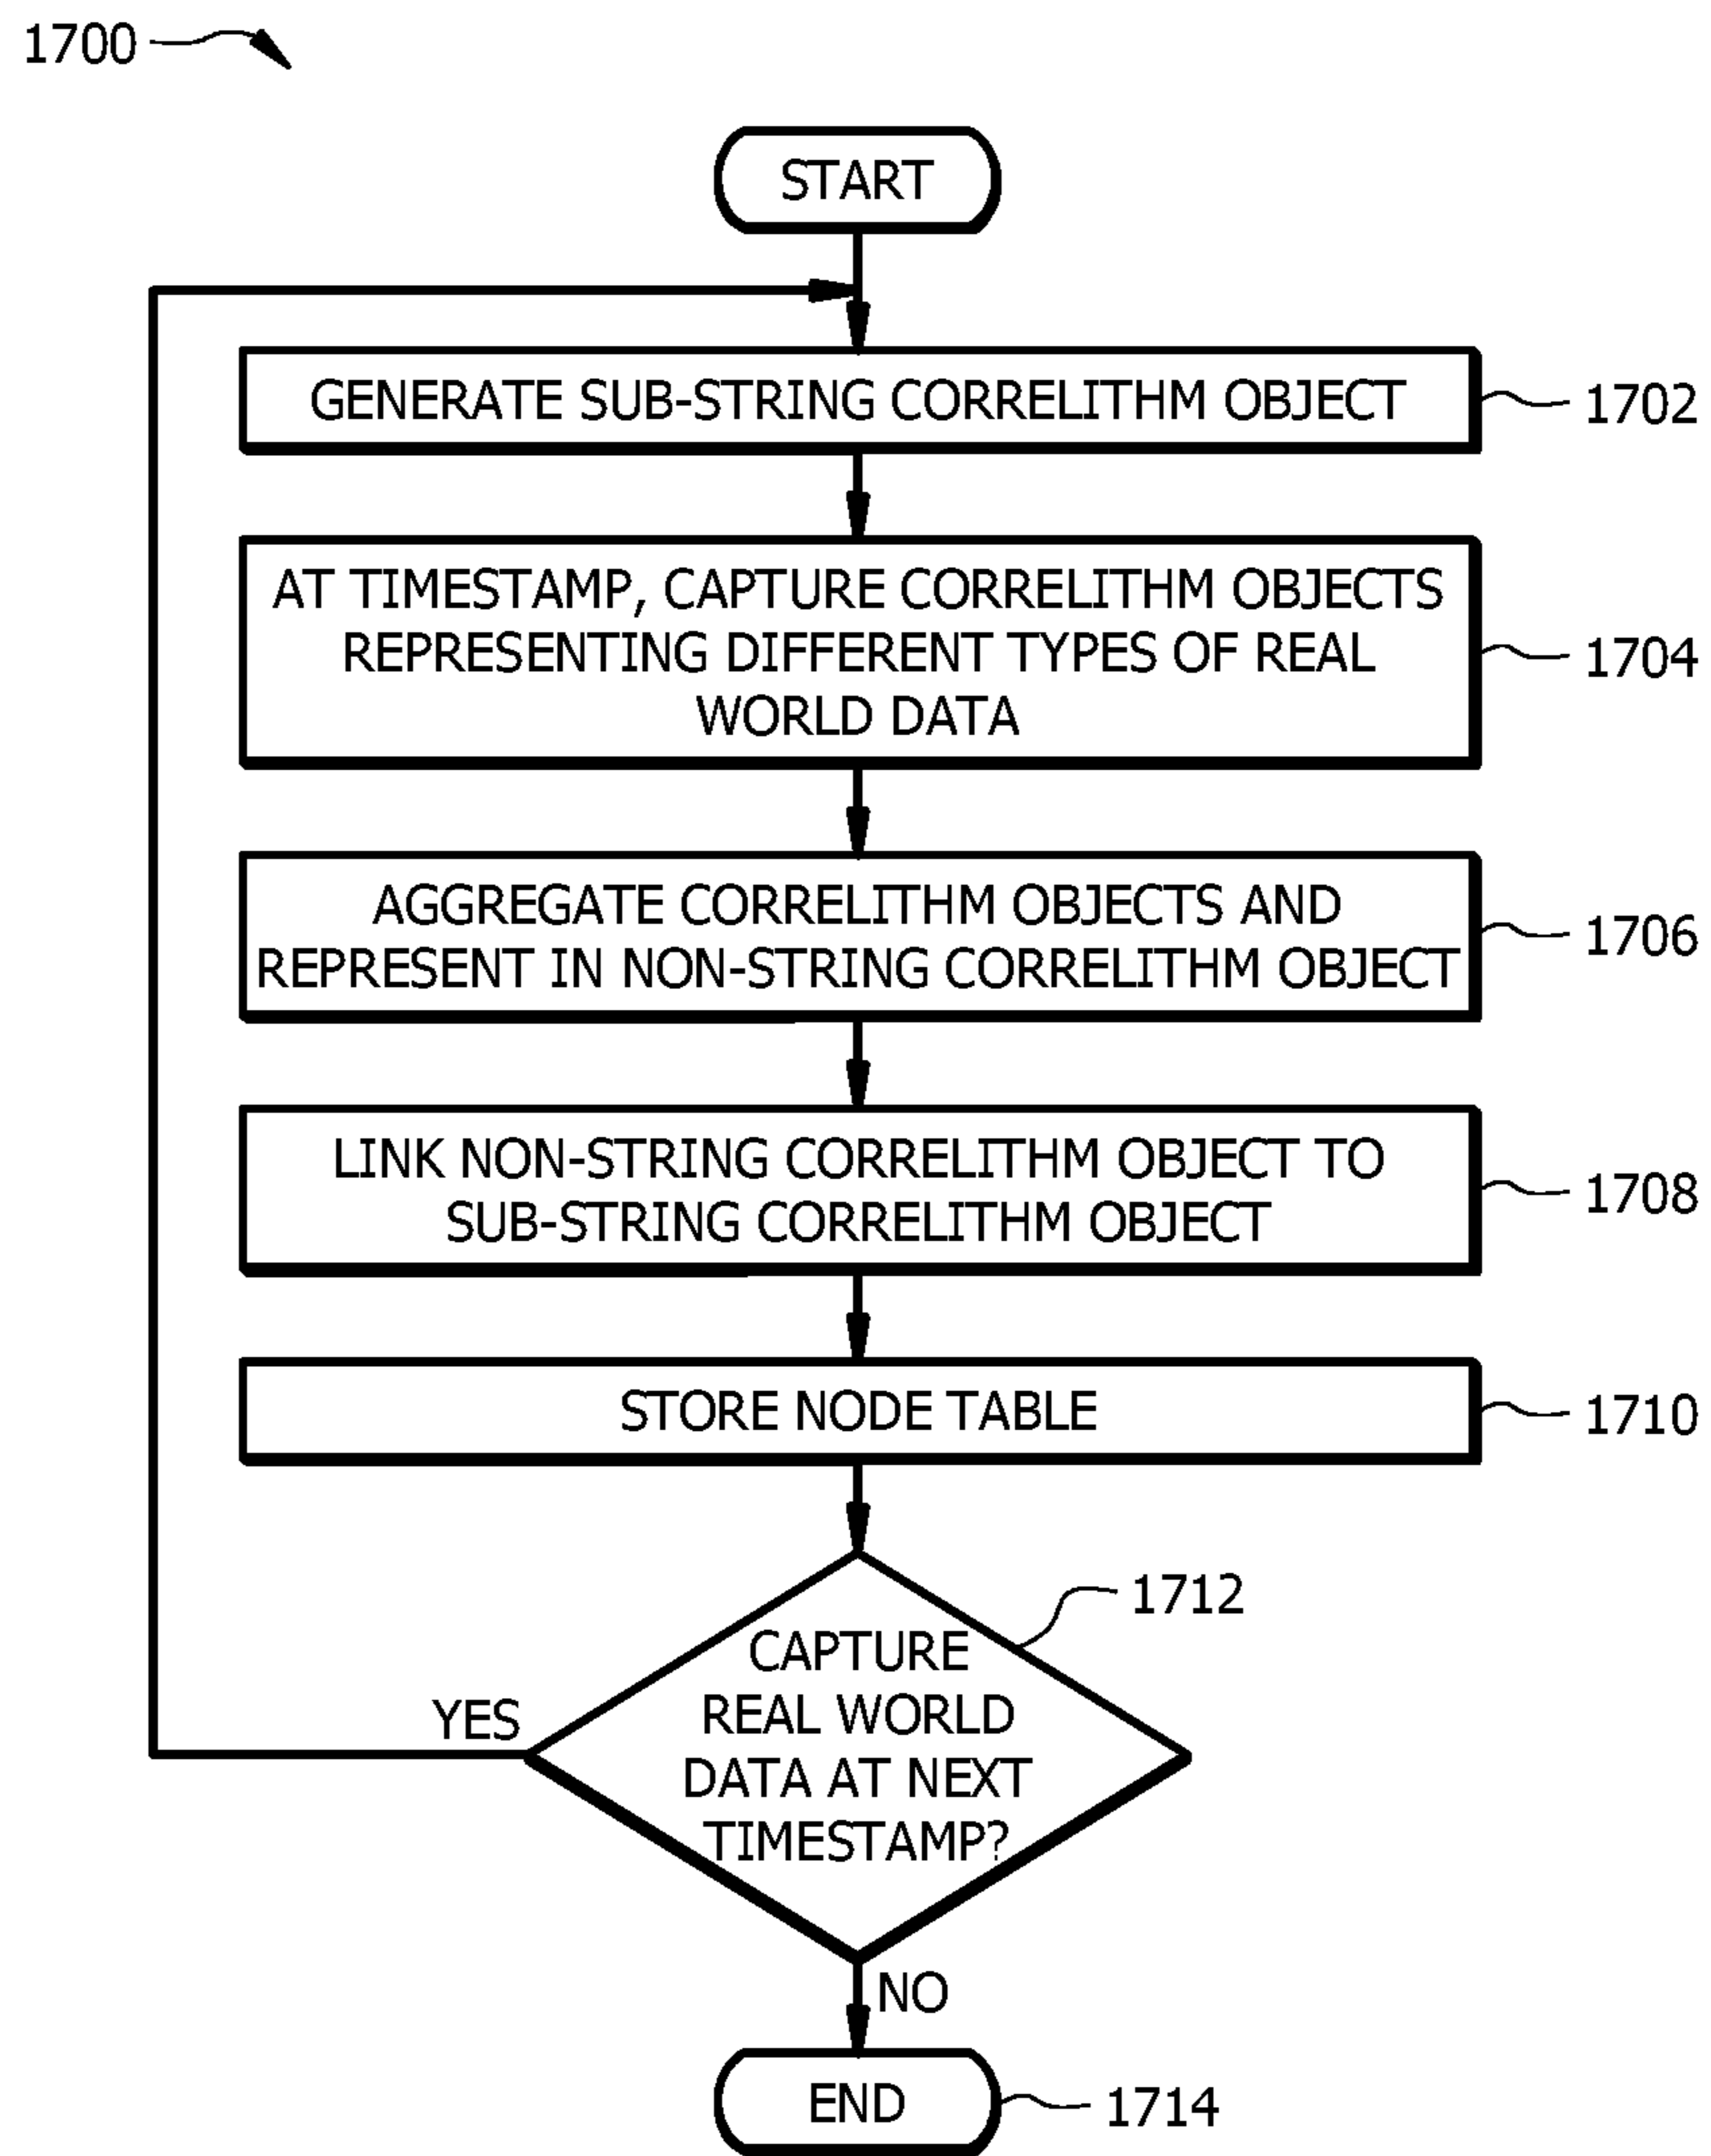 1700
START
GENERATE SUB-STRING CORRELITHM OBJECT
1702
AT TIMESTAMP, CAPTURE CORRELITHM OBJECTS
REPRESENTING DIFFERENT TYPES OF REAL
WORLD DATA
1704
AGGREGATE CORRELITHM OBJECTS AND
REPRESENT IN NON-STRING CORRELITHM OBJECT
1706
LINK NON-STRING CORRELITHM OBJECT TO
SUB-STRING CORRELITHM OBJECT
1708
STORE NODE TABLE
1710
1712
CAPTURE
REAL WORLD
DATA AT NEXT
TIMESTAMP?
YES
NO
END
1714